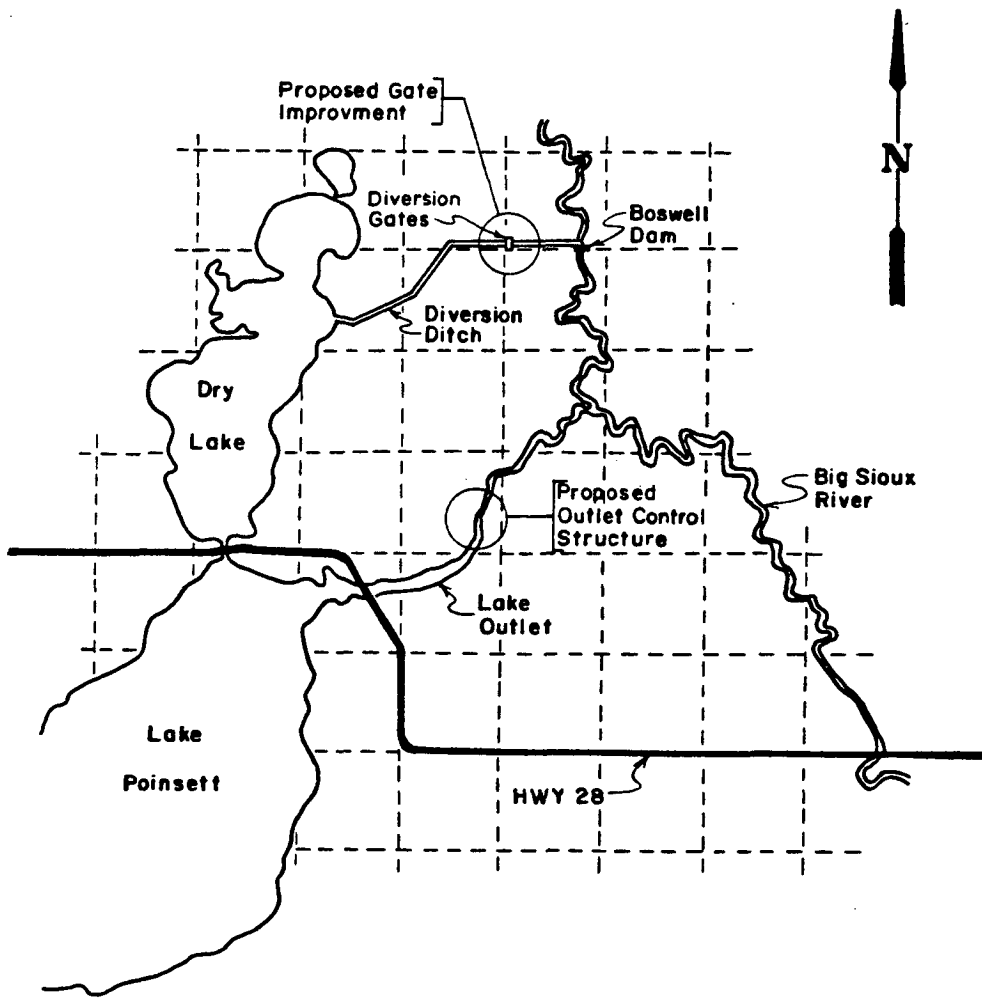 Proposed Gate
Improvment
N
Diversion
Gates
Boswell
Dam
Diversion
Ditch
Dry
Lake
Big Sioux
River
Proposed
Outlet Control
Structure
Lake
Outlet
Lake
Poinsett
HWY 28